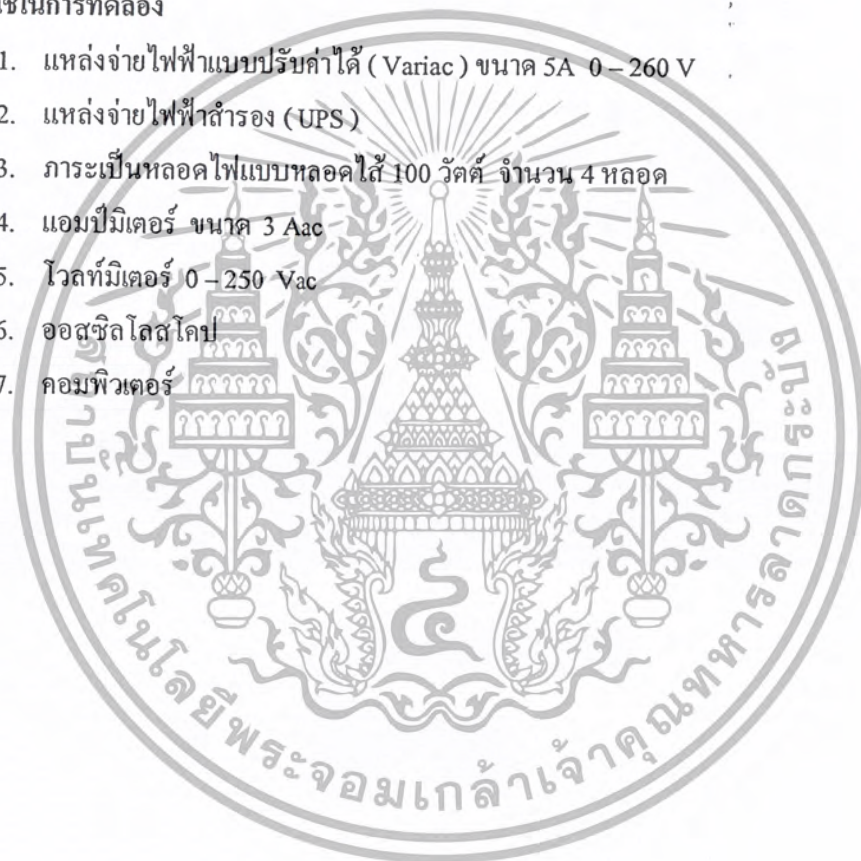 ใช้ในการทดลอง
1. แหล่งจ่ายไฟฟ้าแบบปรับค่าได้ ( Variac ) ขนาด 5A 0 – 260 V
2. แหล่งจ่ายไฟฟ้าสำรอง ( UPS )
3. ภาระเป็นหลอดไฟแบบหลอดไส้ 100 วัตต์ จำนวน 4 หลอด
4. แอมป์มิเตอร์ ขนาด 3 Aac
5. โวลท์มิเตอร์ 0 – 250 Vac
6. ออสซิลโลสโคป
7. คอมพิวเตอร์
สถาบันเทคโนโลยีพระจอมเกล้าเจ้าคุณทหารลาดกระบัง